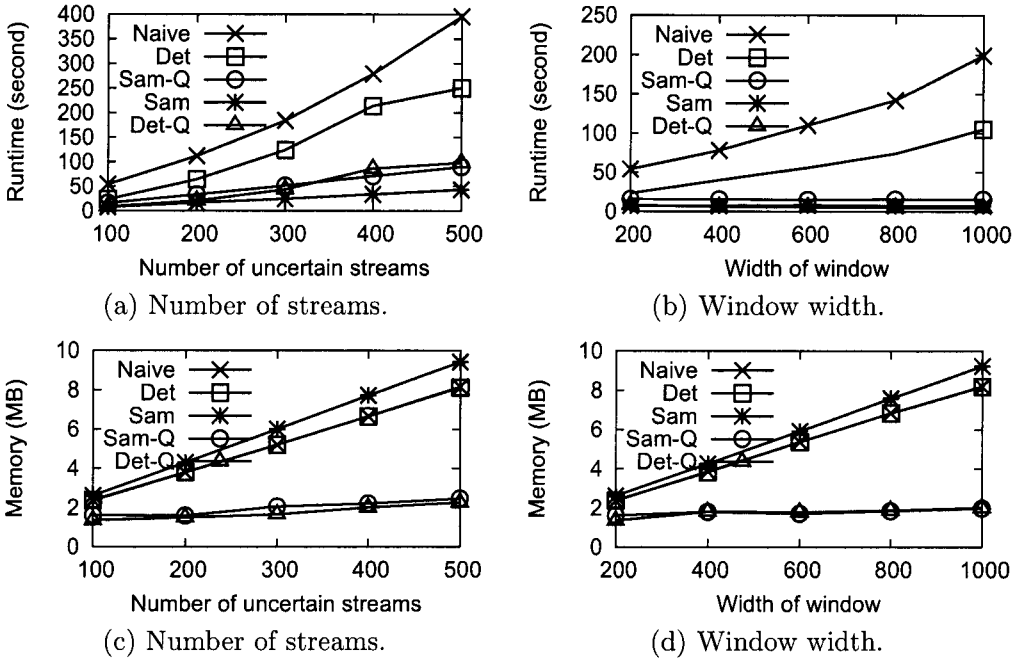 Runtime (second)
400
350
300
250
200
150
100
50
0
Naive
Det
Sam-Q
Sam
Det-Q
100 200 300 400 500
Number of uncertain streams
(a) Number of streams.
Runtime (second)
250
200
150
100
50
0
Naive
Det
Sam-Q
Sam
Det-Q
200 400 600 800 1000
Width of window
(b) Window width.
Memory (MB)
10
8
6
4
2
0
Naive
Det
Sam
Sam-Q
Det-Q
100 200 300 400 500
Number of uncertain streams
(c) Number of streams.
Memory (MB)
10
8
6
4
2
0
Naive
Det
Sam
Sam-Q
Det-Q
200 400 600 800 1000
Width of window
(d) Window width.